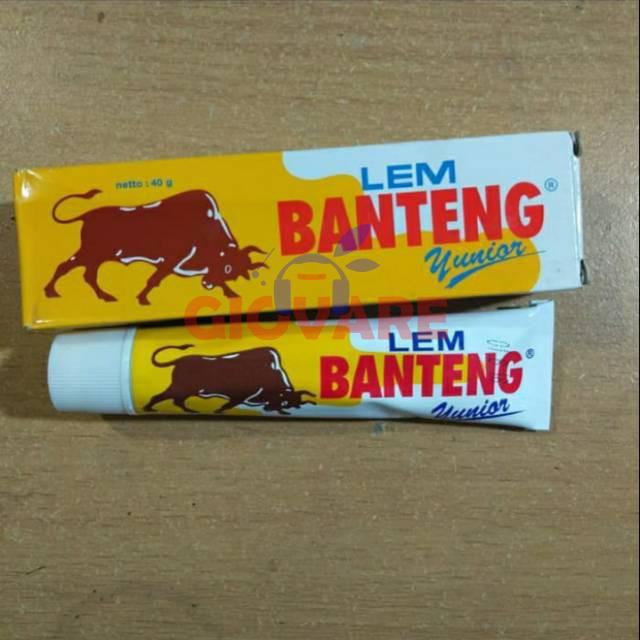 netto : 40 g
LEM
BANTENG®
Yunior
GIOVARE
LEM
BANTENG®
Yunior